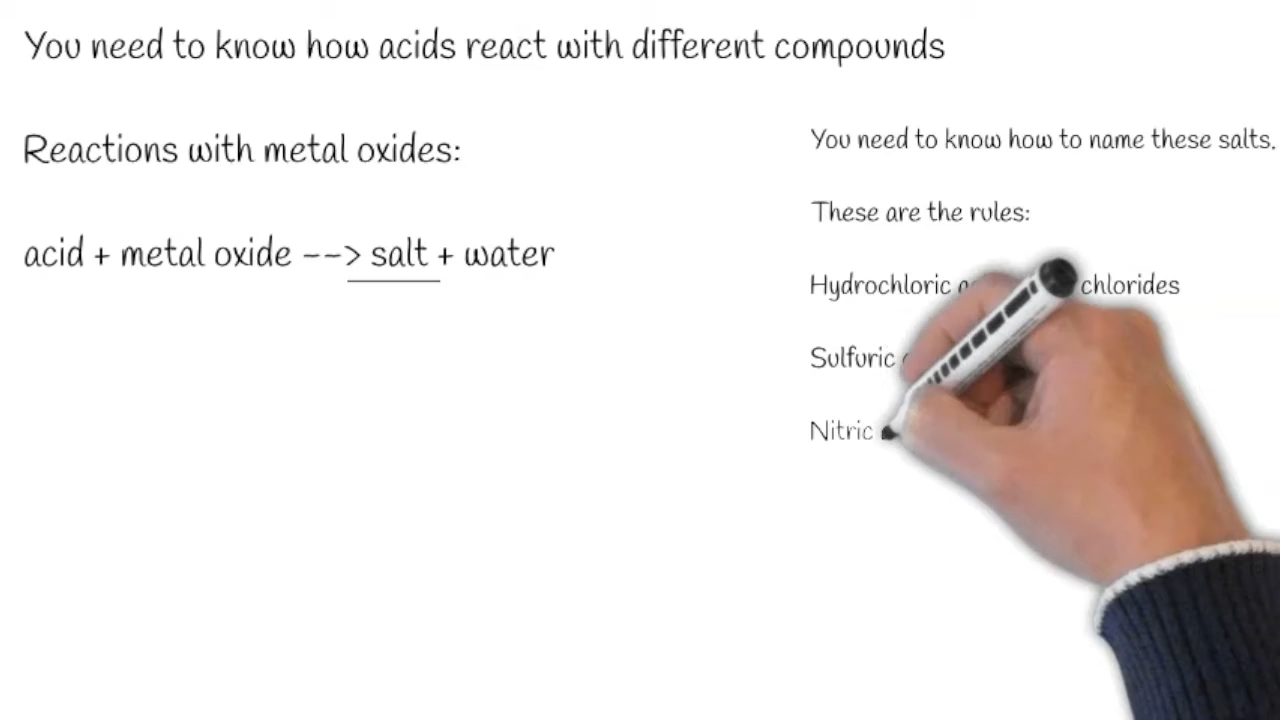 You need to know how acids react with different compounds
Reactions with metal oxides:
acid + metal oxide --> salt + water
You need to know how to name these salts.
These are the rules:
Hydrochloric chlorides
Sulfuric
Nitric